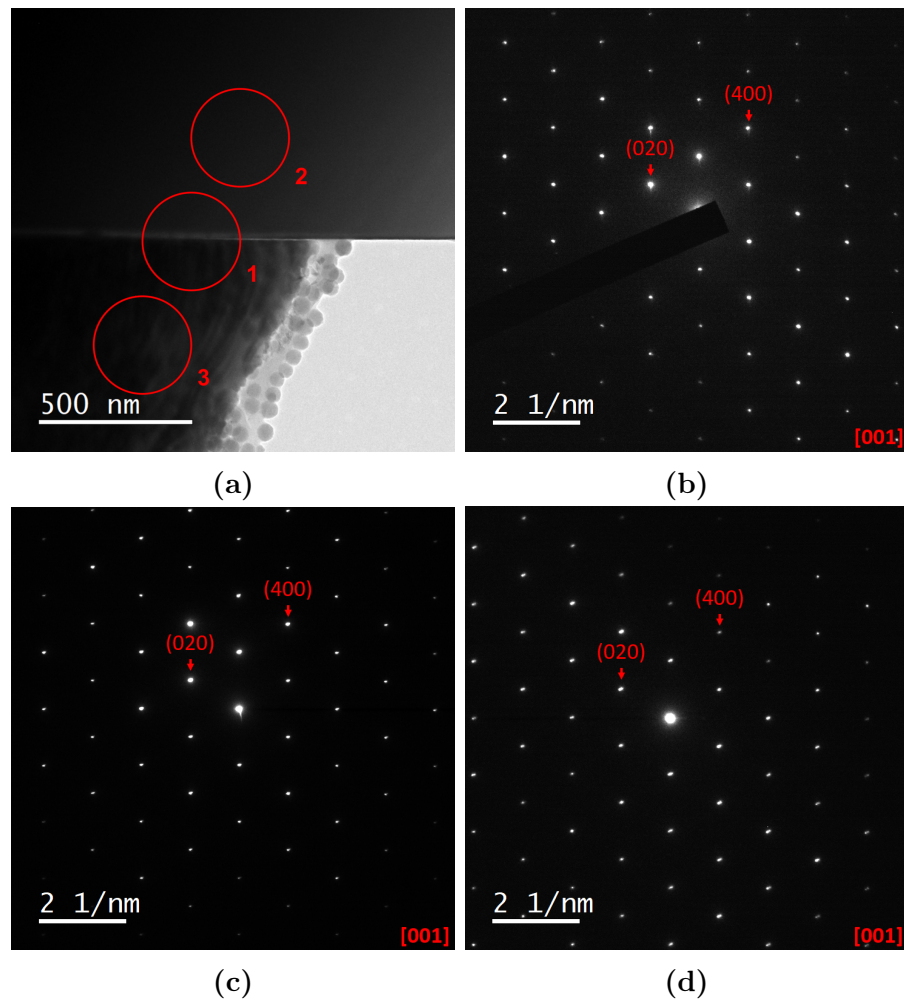 2
1
3
500 nm
(a)
(400)
(020)
2 1/nm
[001]
(b)
(400)
(020)
2 1/nm
[001]
(c)
(400)
(020)
2 1/nm
[001]
(d)